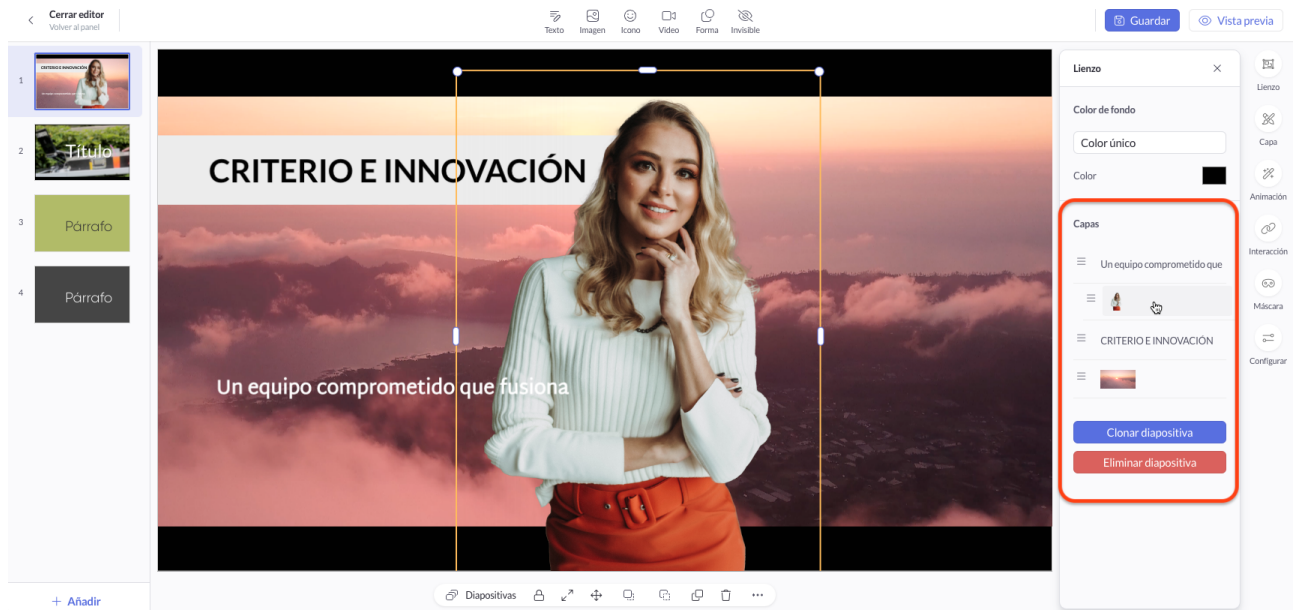 Cerrar editor
Volver al panel
Texto
Imagen
Icono
Video
Forma
Invisible
Guardar
Vista previa
1
CRITERIO E INNOVACIÓN
2
Título
3
Párrafo
4
Párrafo
+ Añadir
CRITERIO E INNOVACIÓN
Un equipo comprometido que fusiona
Diapositivas
Lienzo
Color de fondo
Color único
Color
Capas
Un equipo comprometido que
CRITERIO E INNOVACIÓN
Clonar diapositiva
Eliminar diapositiva
Lienzo
Capa
Animación
Interacción
Máscara
Configurar